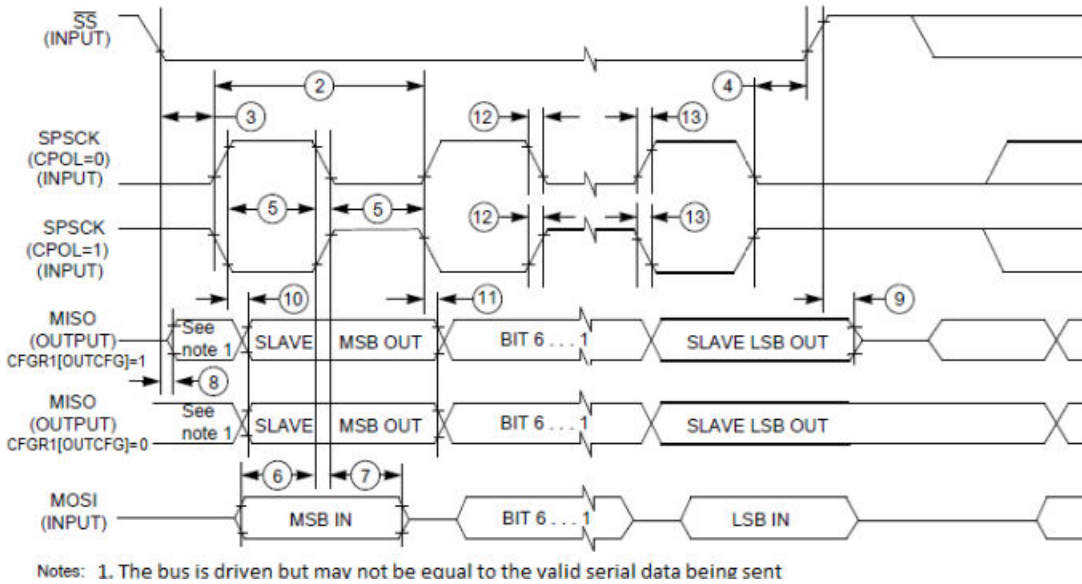 SS
(INPUT)
2
4
3
12
13
SPSCK
(CPOL=0)
(INPUT)
5
5
SPSCK
(CPOL=1)
(INPUT)
12
13
10
11
9
MISO
(OUTPUT)
CFGR1[OUTCFG]=1
See
note 1
SLAVE
MSB OUT
BIT 6 . . . 1
SLAVE LSB OUT
8
MISO
(OUTPUT)
CFGR1[OUTCFG]=0
See
note 1
SLAVE
MSB OUT
BIT 6 . . . 1
SLAVE LSB OUT
6
7
MOSI
(INPUT)
MSB IN
BIT 6 . . . 1
LSB IN
Notes: 1. The bus is driven but may not be equal to the valid serial data being sent